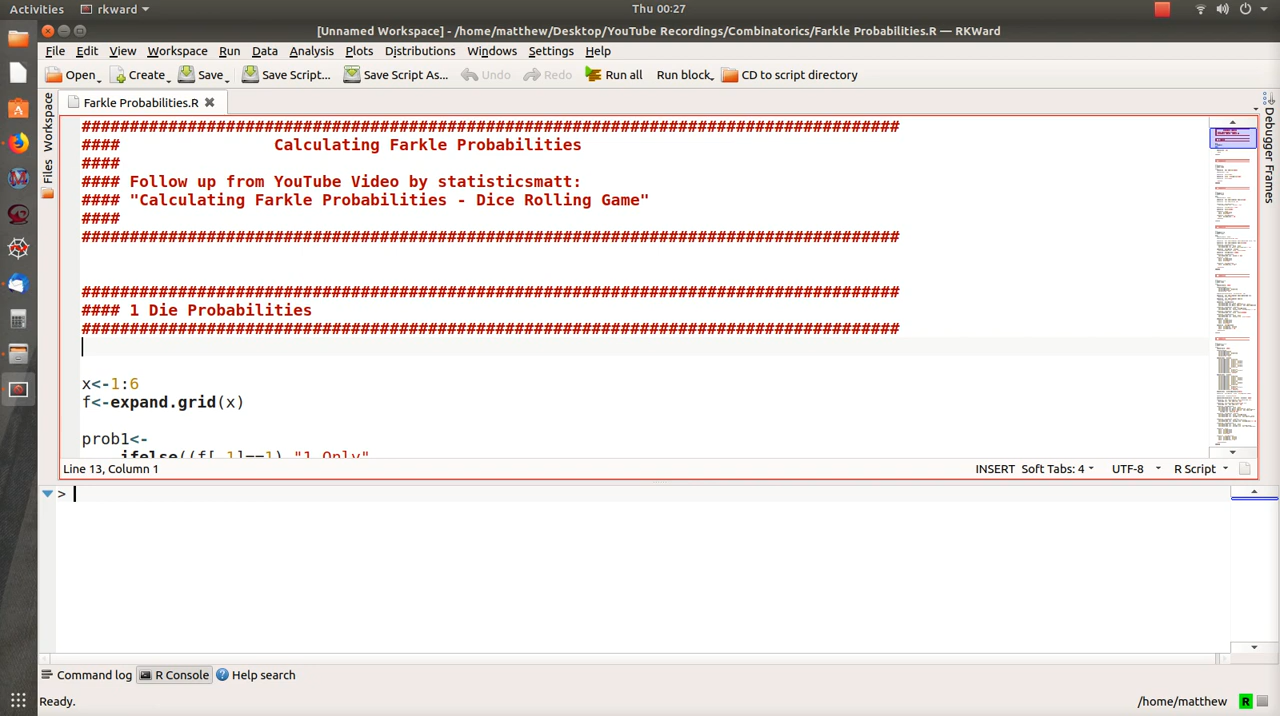 Activities rkward Thu 00:27
[Unnamed Workspace] - /home/matthew/Desktop/YouTube Recordings/Combinatorics/Farkle Probabilities.R — RKWard
File Edit View Workspace Run Data Analysis Plots Distributions Windows Settings Help
Open Create Save Save Script... Save Script As... Undo Redo Run all Run block CD to script directory
Workspace
Files
Debugger Frames
Farkle Probabilities.R
#####################################################################################
#### Calculating Farkle Probabilities
####
#### Follow up from YouTube Video by statisticsmatt:
#### "Calculating Farkle Probabilities - Dice Rolling Game"
####
#####################################################################################
#####################################################################################
#### 1 Die Probabilities
#####################################################################################
x<-1:6
f<-expand.grid(x)
prob1<-
ifelse((f[,1]==1),"1 Only"
Line 13, Column 1 INSERT Soft Tabs: 4 UTF-8 R Script
>
Command log R Console Help search
Ready. /home/matthew R